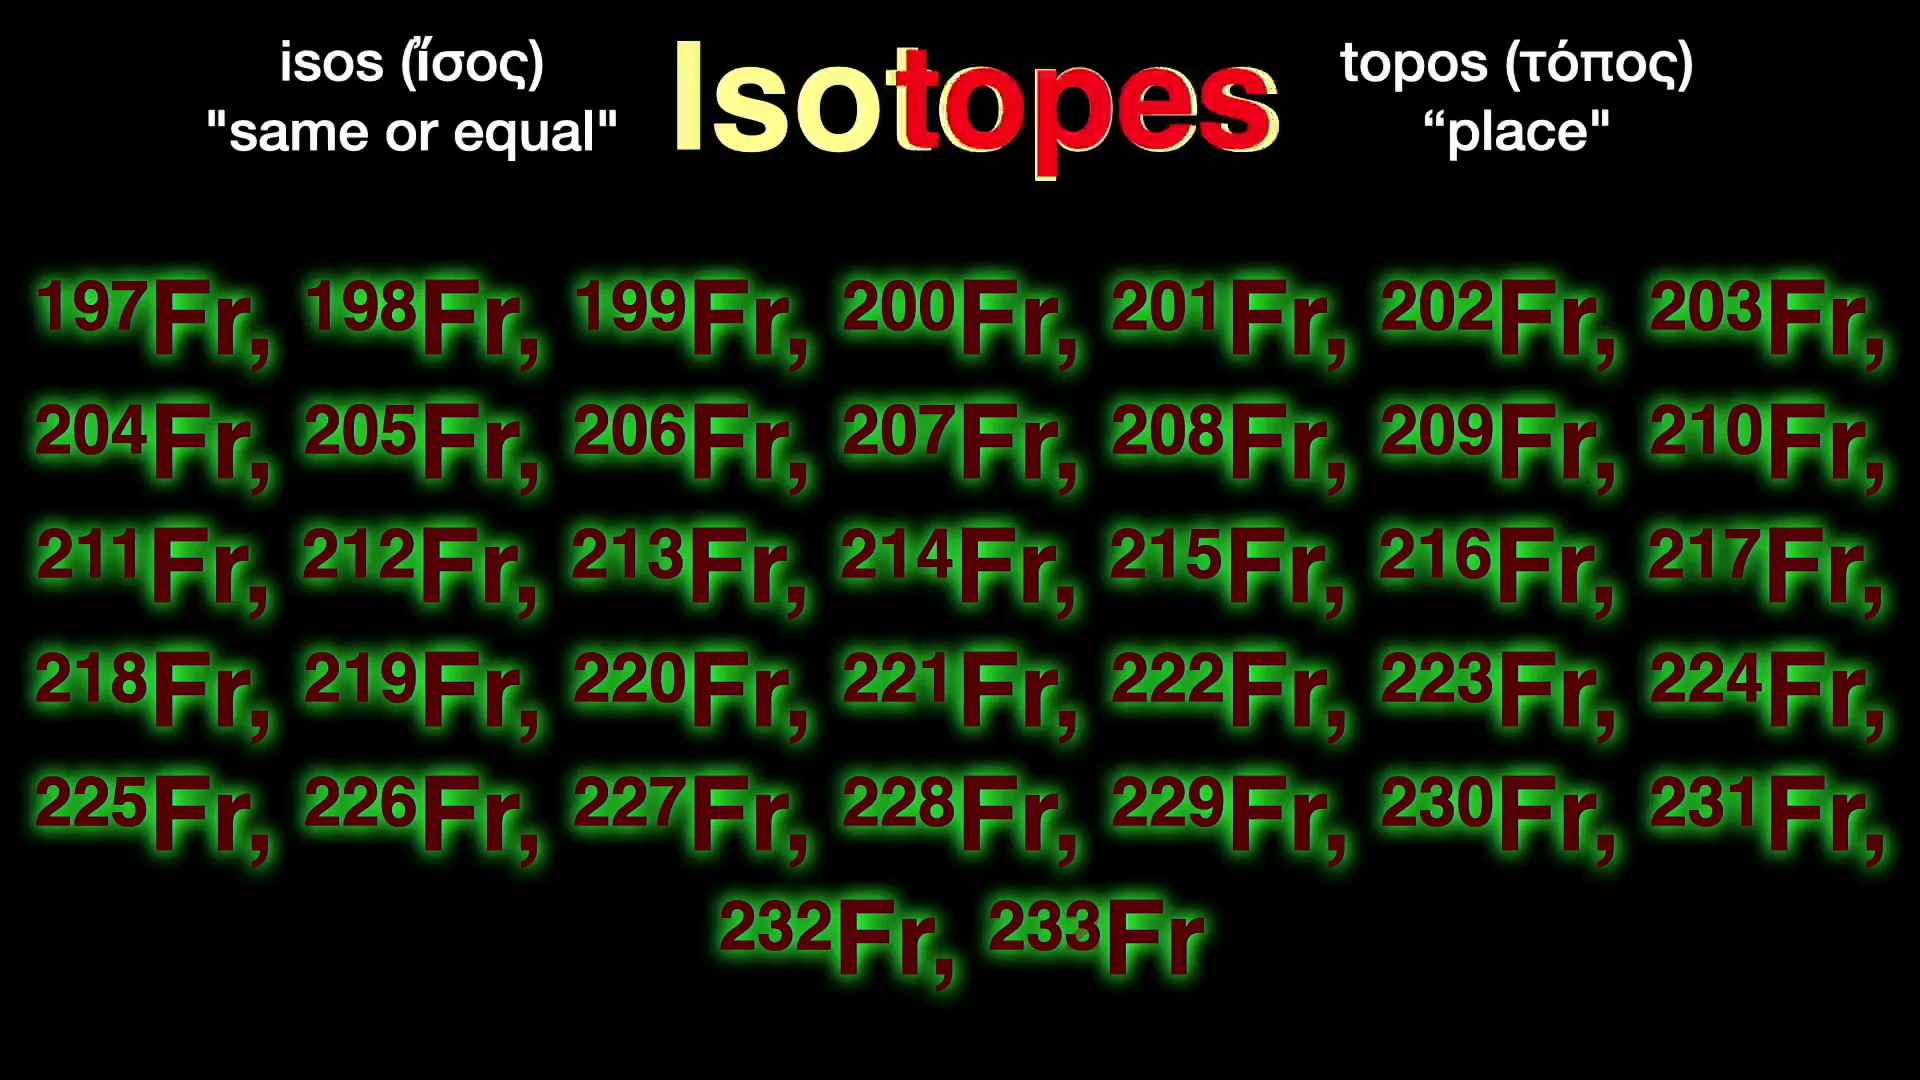 isos (ἴσος)
"same or equal"
Isotopes
topos (τόπος)
“place"
¹⁹⁷Fr, ¹⁹⁸Fr, ¹⁹⁹Fr, ²⁰⁰Fr, ²⁰¹Fr, ²⁰²Fr, ²⁰³Fr,
²⁰⁴Fr, ²⁰⁵Fr, ²⁰⁶Fr, ²⁰⁷Fr, ²⁰⁸Fr, ²⁰⁹Fr, ²¹⁰Fr,
²¹¹Fr, ²¹²Fr, ²¹³Fr, ²¹⁴Fr, ²¹⁵Fr, ²¹⁶Fr, ²¹⁷Fr,
²¹⁸Fr, ²¹⁹Fr, ²²⁰Fr, ²²¹Fr, ²²²Fr, ²²³Fr, ²²⁴Fr,
²²⁵Fr, ²²⁶Fr, ²²⁷Fr, ²²⁸Fr, ²²⁹Fr, ²³⁰Fr, ²³¹Fr,
²³²Fr, ²³³Fr